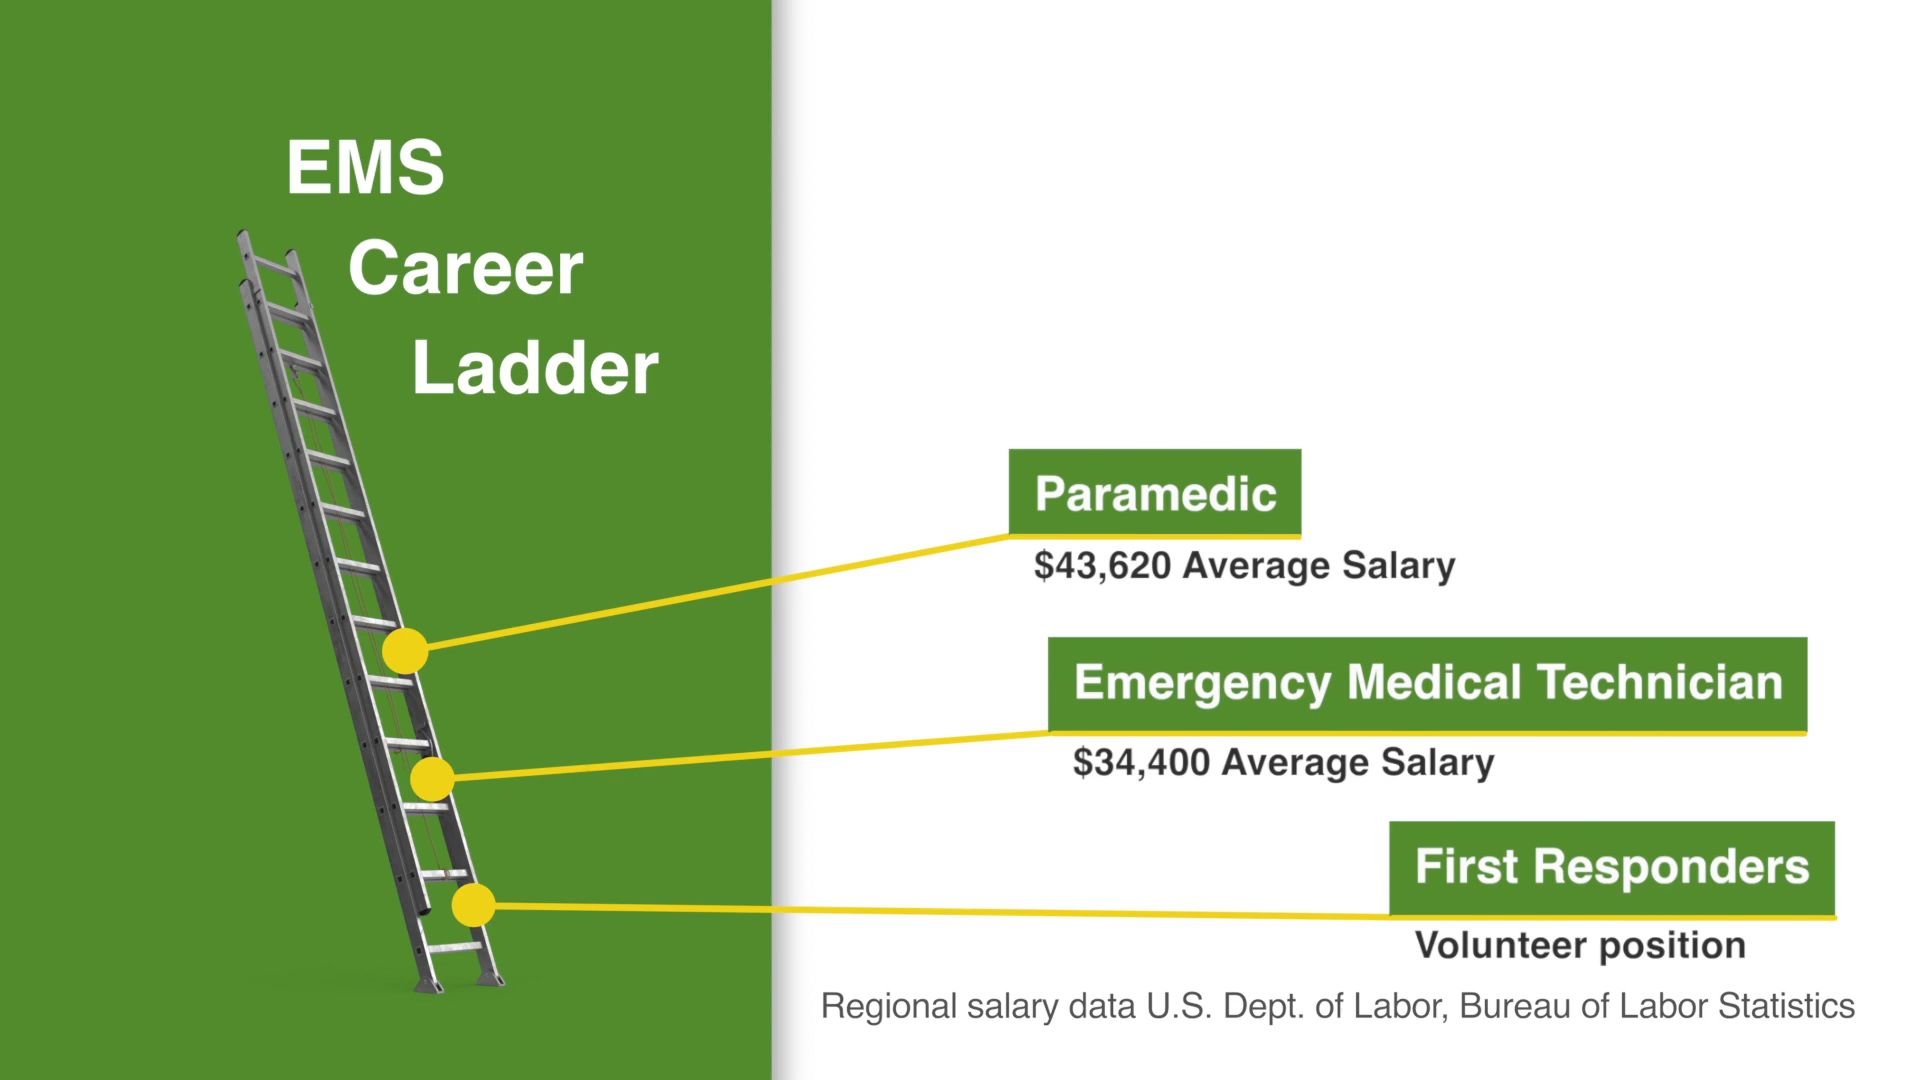 EMS
Career
Ladder
Paramedic
$43,620 Average Salary
Emergency Medical Technician
$34,400 Average Salary
First Responders
Volunteer position
Regional salary data U.S. Dept. of Labor, Bureau of Labor Statistics